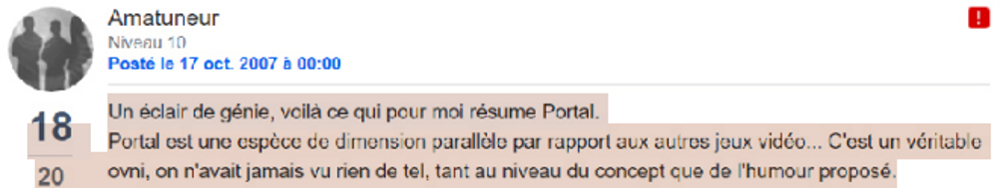 Amatuneur
Niveau 10
Posté le 17 oct. 2007 à 00:00
18
20
Un éclair de génie, voilà ce qui pour moi résume Portal.
Portal est une espèce de dimension parallèle par rapport aux autres jeux vidéo... C'est un véritable
ovni, on n'avait jamais vu rien de tel, tant au niveau du concept que de l'humour proposé.